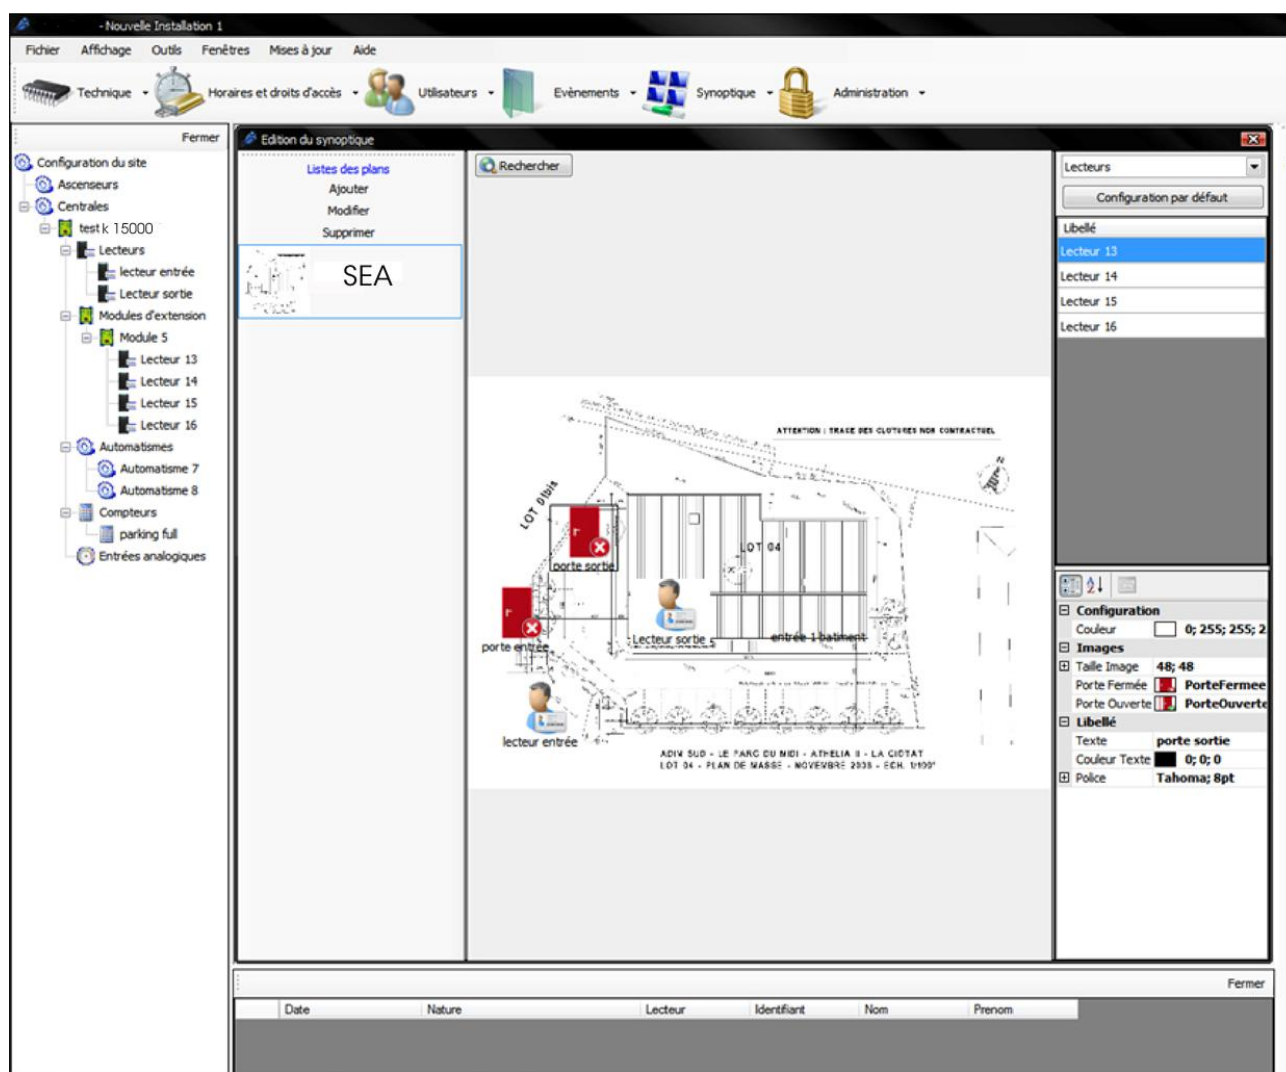 - Nouvelle Installation 1
Fichier Affichage Outils Fenêtres Mises à jour Aide
Technique Horaires et droits d'accès Utilisateurs Evènements Synoptique Administration
Fermer
Configuration du site
Ascenseurs
Centrales
test k 15000
Lecteurs
lecteur entrée
Lecteur sortie
Modules d'extension
Module 5
Lecteur 13
Lecteur 14
Lecteur 15
Lecteur 16
Automatismes
Automatisme 7
Automatisme 8
Compteurs
parking full
Entrées analogiques
Edition du synoptique
Listes des plans
Ajouter
Modifier
Supprimer
SEA
Rechercher
ATTENTION : TRACE DES CLOTURES NON CONTRACTUEL
N
LOT 01bis
LOT 04
porte sortie
porte entrée
Lecteur sortie
entrée 1 batiment
lecteur entrée
ADIM SUD - LE PARC DU MIDI - ATHELIA II - LA CIOTAT
LOT 04 - PLAN DE MASSE - NOVEMBRE
Lecteurs
Configuration par défaut
Libellé
Lecteur 13
Lecteur 14
Lecteur 15
Lecteur 16
Configuration
Couleur 0; 255; 255; 2
Images
Taille Image 48; 48
Porte Fermée PorteFermee
Porte Ouverte PorteOuverte
Libellé
Texte porte sortie
Couleur Texte 0; 0; 0
Police Tahoma; 8pt
Fermer
Date Nature Lecteur Identifiant Nom Prenom